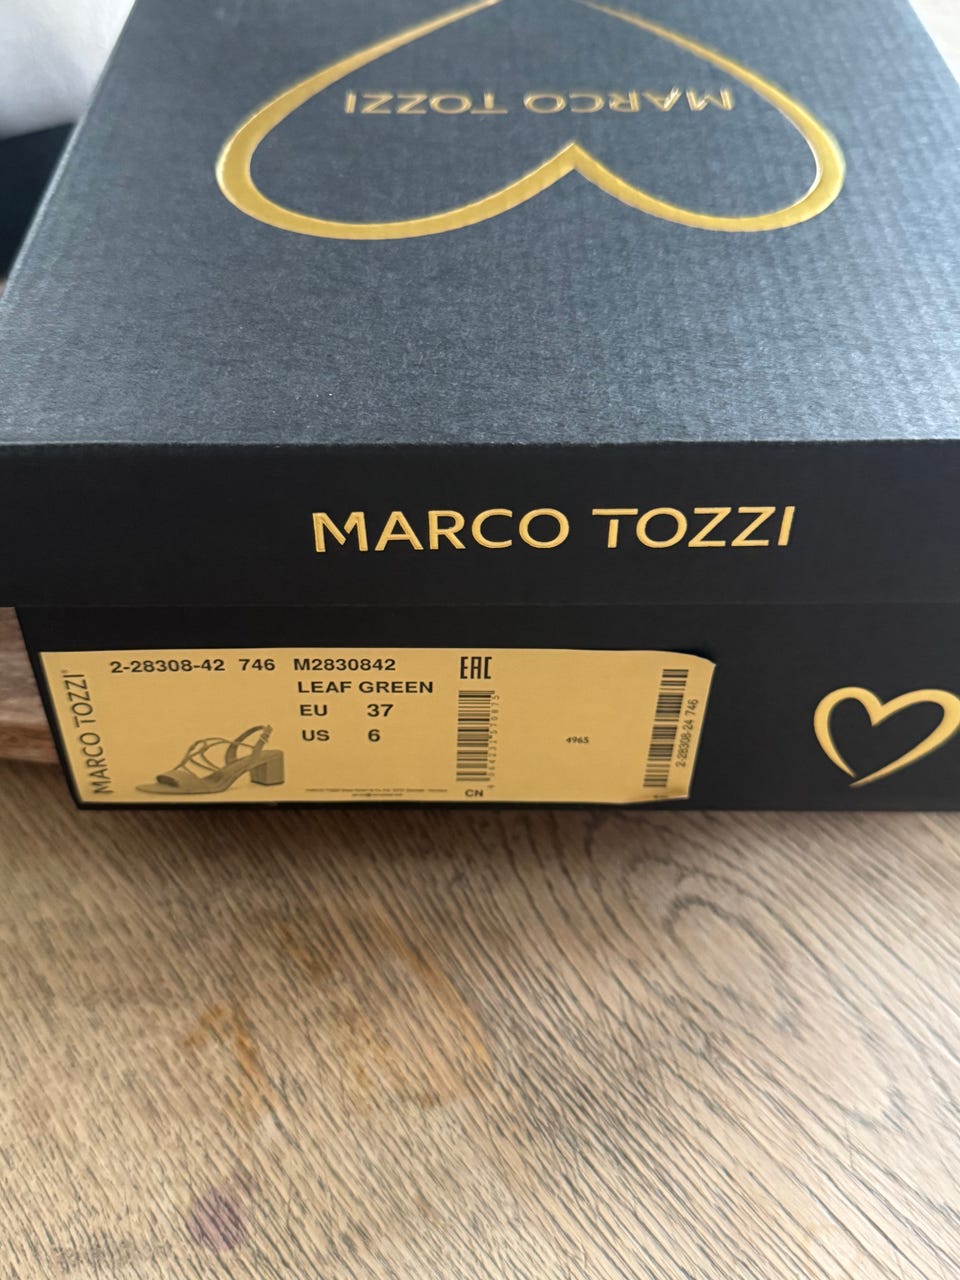 MARCO TOZZI
MARCO TOZZI
MARCO TOZZI
2-28308-42 746 M2830842
LEAF GREEN
EU 37
US 6
EAC
CN
4965
2-28308-24 746